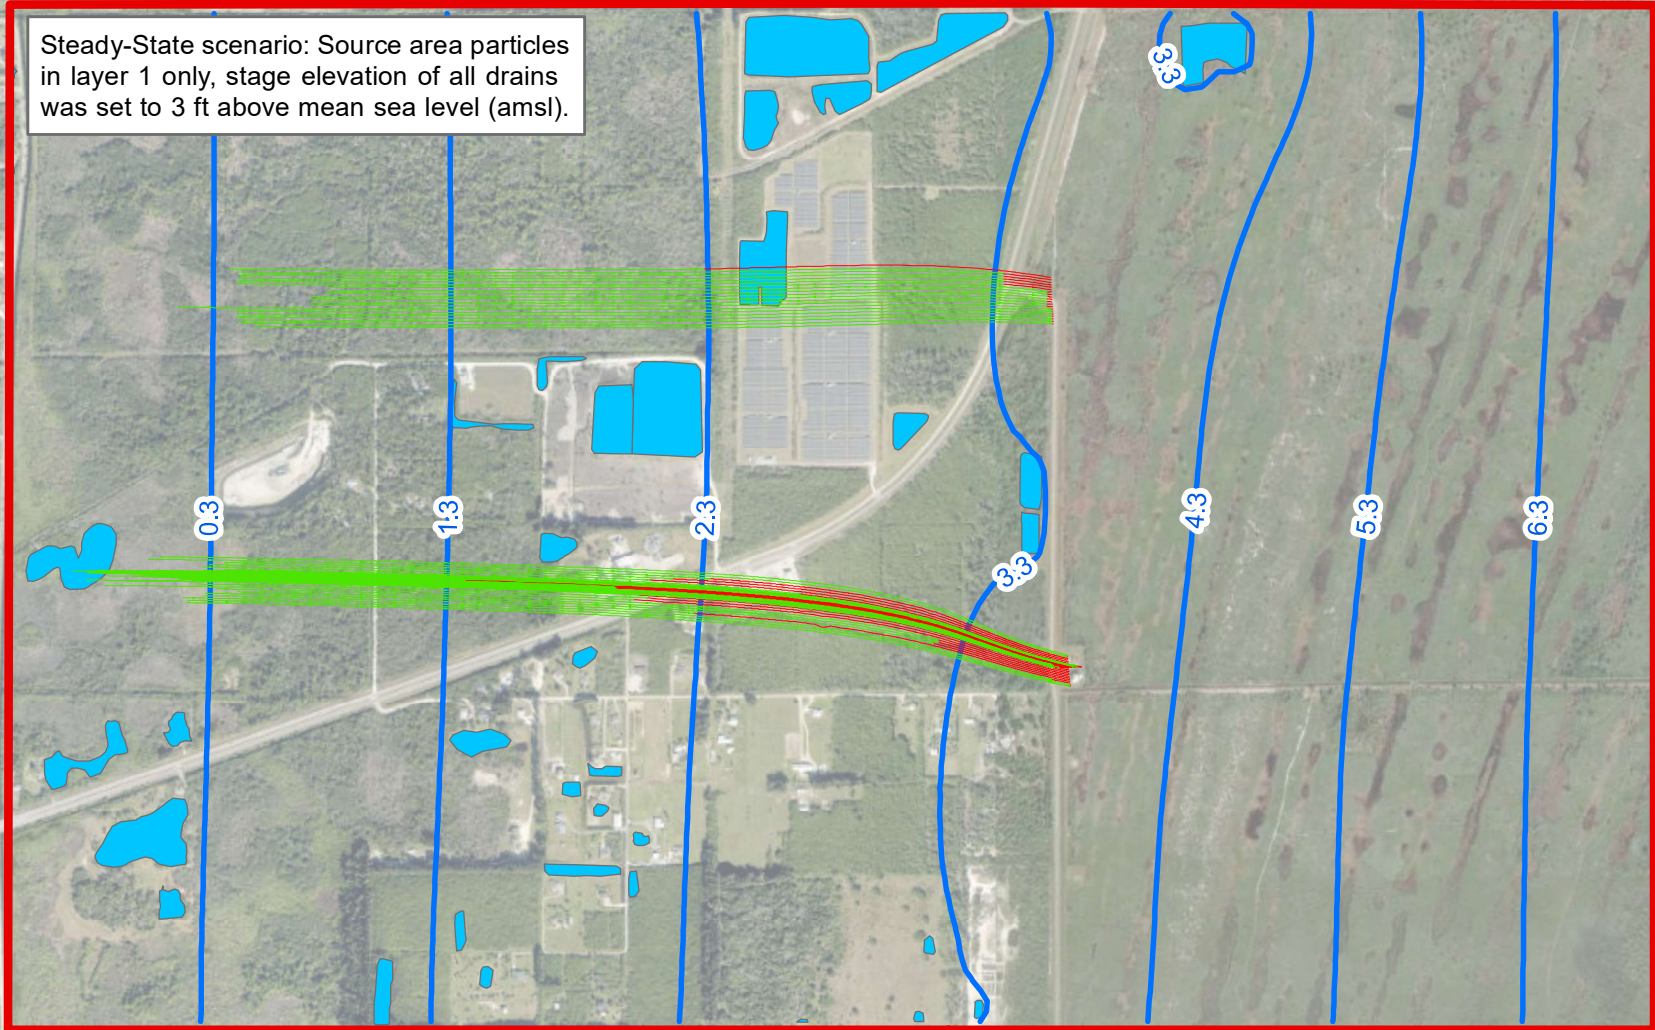 Steady-State scenario: Source area particles
in layer 1 only, stage elevation of all drains
was set to 3 ft above mean sea level (amsl).
3.3
0.3
1.3
2.3
4.3
5.3
6.3
3.3